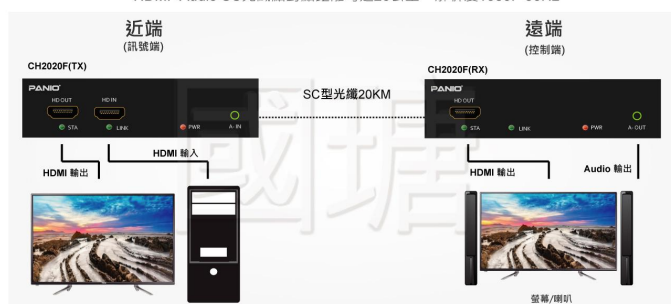 近端
(訊號端)
遠端
(控制端)
CH2020F(TX)
CH2020F(RX)
PANIO
HD OUT
HD IN
STA
LINK
PWR
A- IN
SC型光纖20KM
PANIO
HD OUT
STA
LINK
PWR
A- OUT
HDMI 輸出
HDMI 輸入
HDMI 輸出
Audio 輸出
國塘
螢幕/喇叭